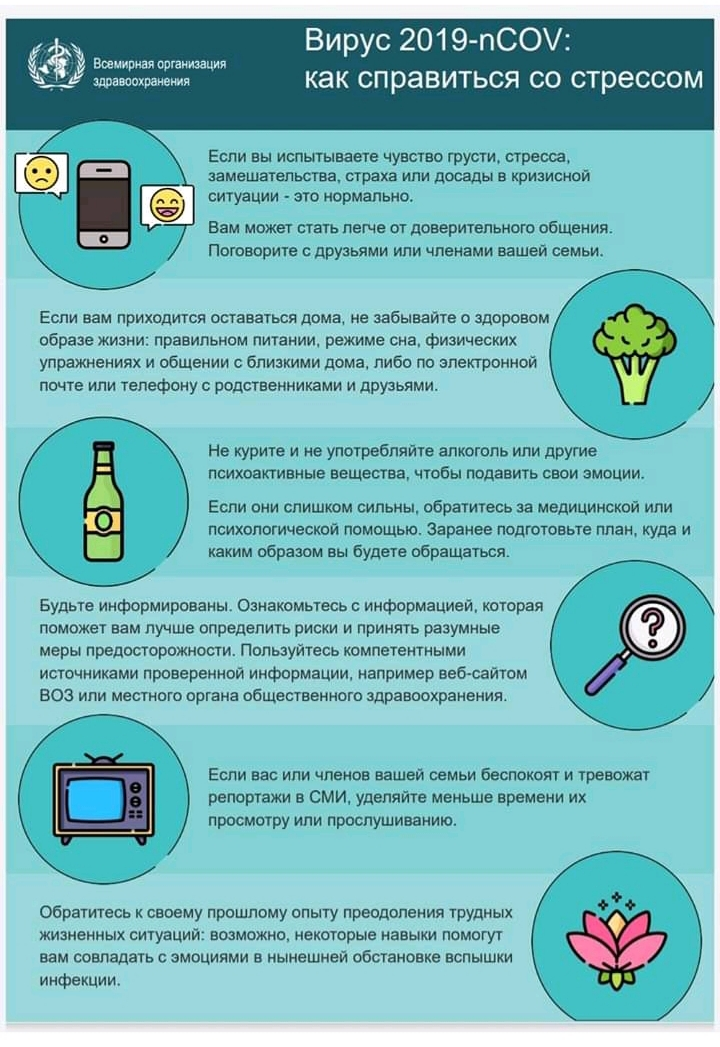 Всемирная организация
здравоохранения
Вирус 2019-nCOV:
как справиться со стрессом
Если вы испытываете чувство грусти, стресса,
замешательства, страха или досады в кризисной
ситуации - это нормально.
Вам может стать легче от доверительного общения.
Поговорите с друзьями или членами вашей семьи.
Если вам приходится оставаться дома, не забывайте о здоровом
образе жизни: правильном питании, режиме сна, физических
упражнениях и общении с близкими дома, либо по электронной
почте или телефону с родственниками и друзьями.
Не курите и не употребляйте алкоголь или другие
психоактивные вещества, чтобы подавить свои эмоции.
Если они слишком сильны, обратитесь за медицинской или
психологической помощью. Заранее подготовьте план, куда и
каким образом вы будете обращаться.
Будьте информированы. Ознакомьтесь с информацией, которая
поможет вам лучше определить риски и принять разумные
меры предосторожности. Пользуйтесь компетентными
источниками проверенной информации, например веб-сайтом
ВОЗ или местного органа общественного здравоохранения.
?
Если вас или членов вашей семьи беспокоят и тревожат
репортажи в СМИ, уделяйте меньше времени их
просмотру или прослушиванию.
Обратитесь к своему прошлому опыту преодоления трудных
жизненных ситуаций: возможно, некоторые навыки помогут
вам совладать с эмоциями в нынешней обстановке вспышки
инфекции.